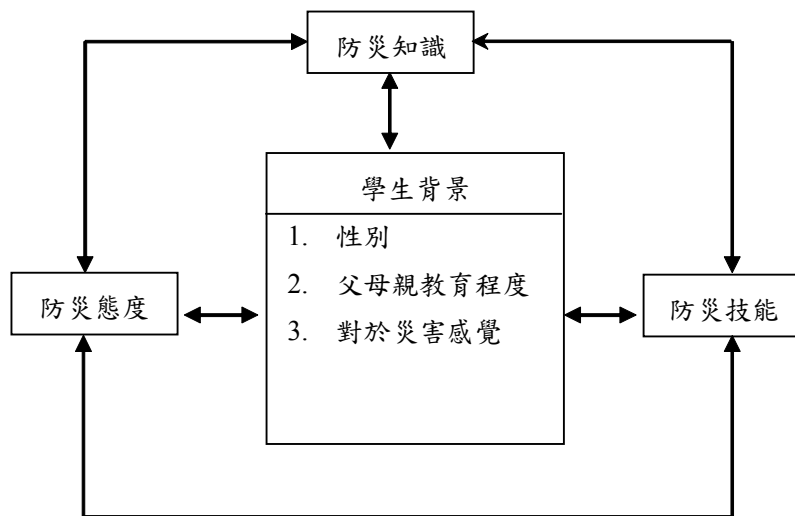 防災知識
學生背景
1. 性別
2. 父母親教育程度
3. 對於災害感覺
防災態度
防災技能